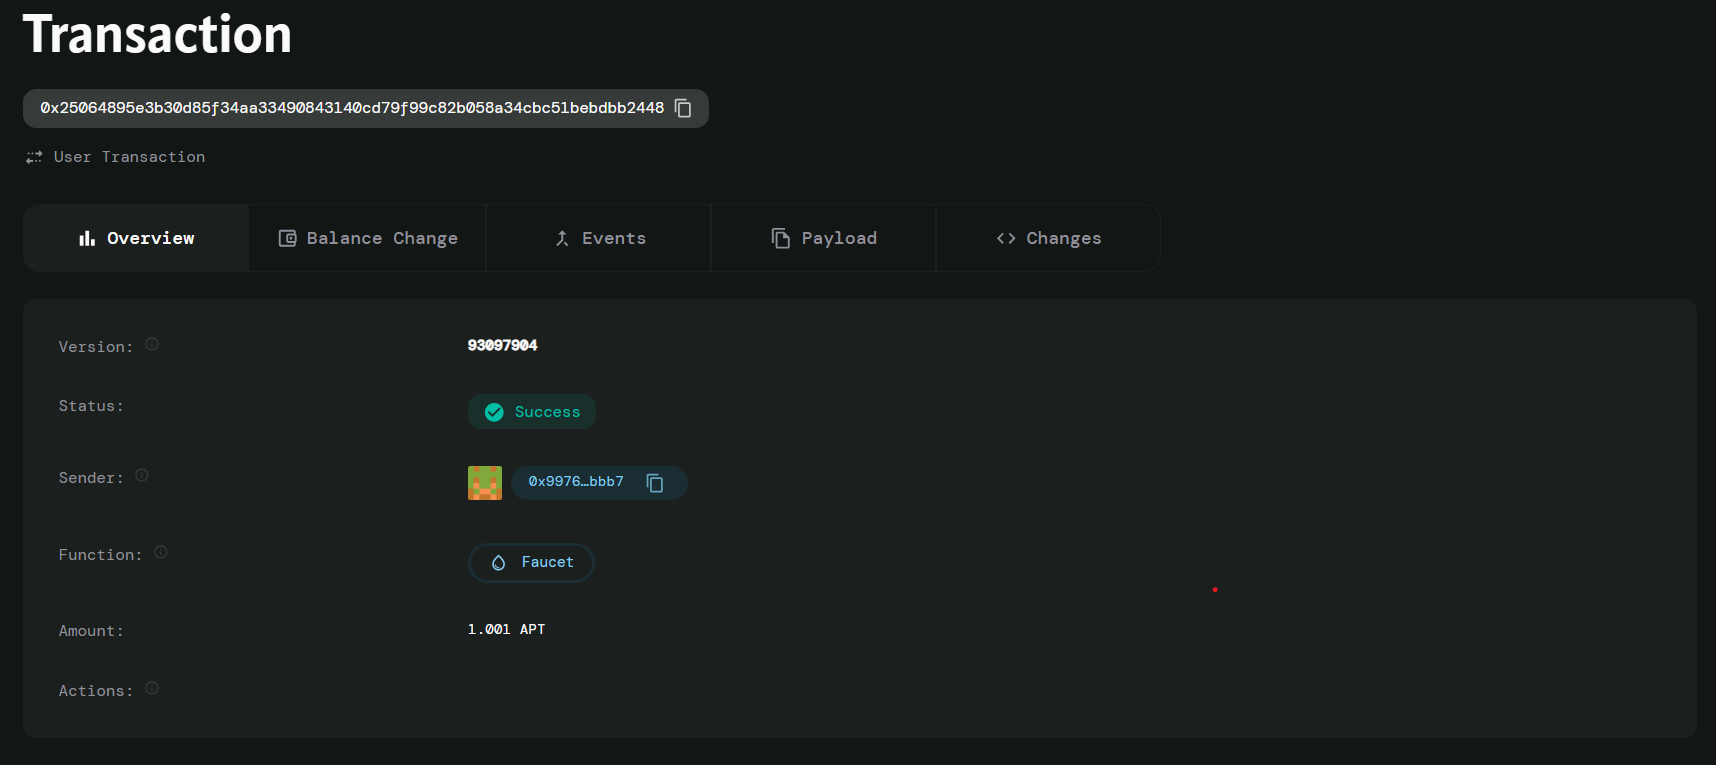 Transaction
0x25064895e3b30d85f34aa33490843140cd79f99c82b058a34cbc51bebdbb2448
User Transaction
Overview
Balance Change
Events
Payload
Changes
Version:
93097904
Status:
Success
Sender:
0x9976…bbb7
Function:
Faucet
Amount:
1.001 APT
Actions: